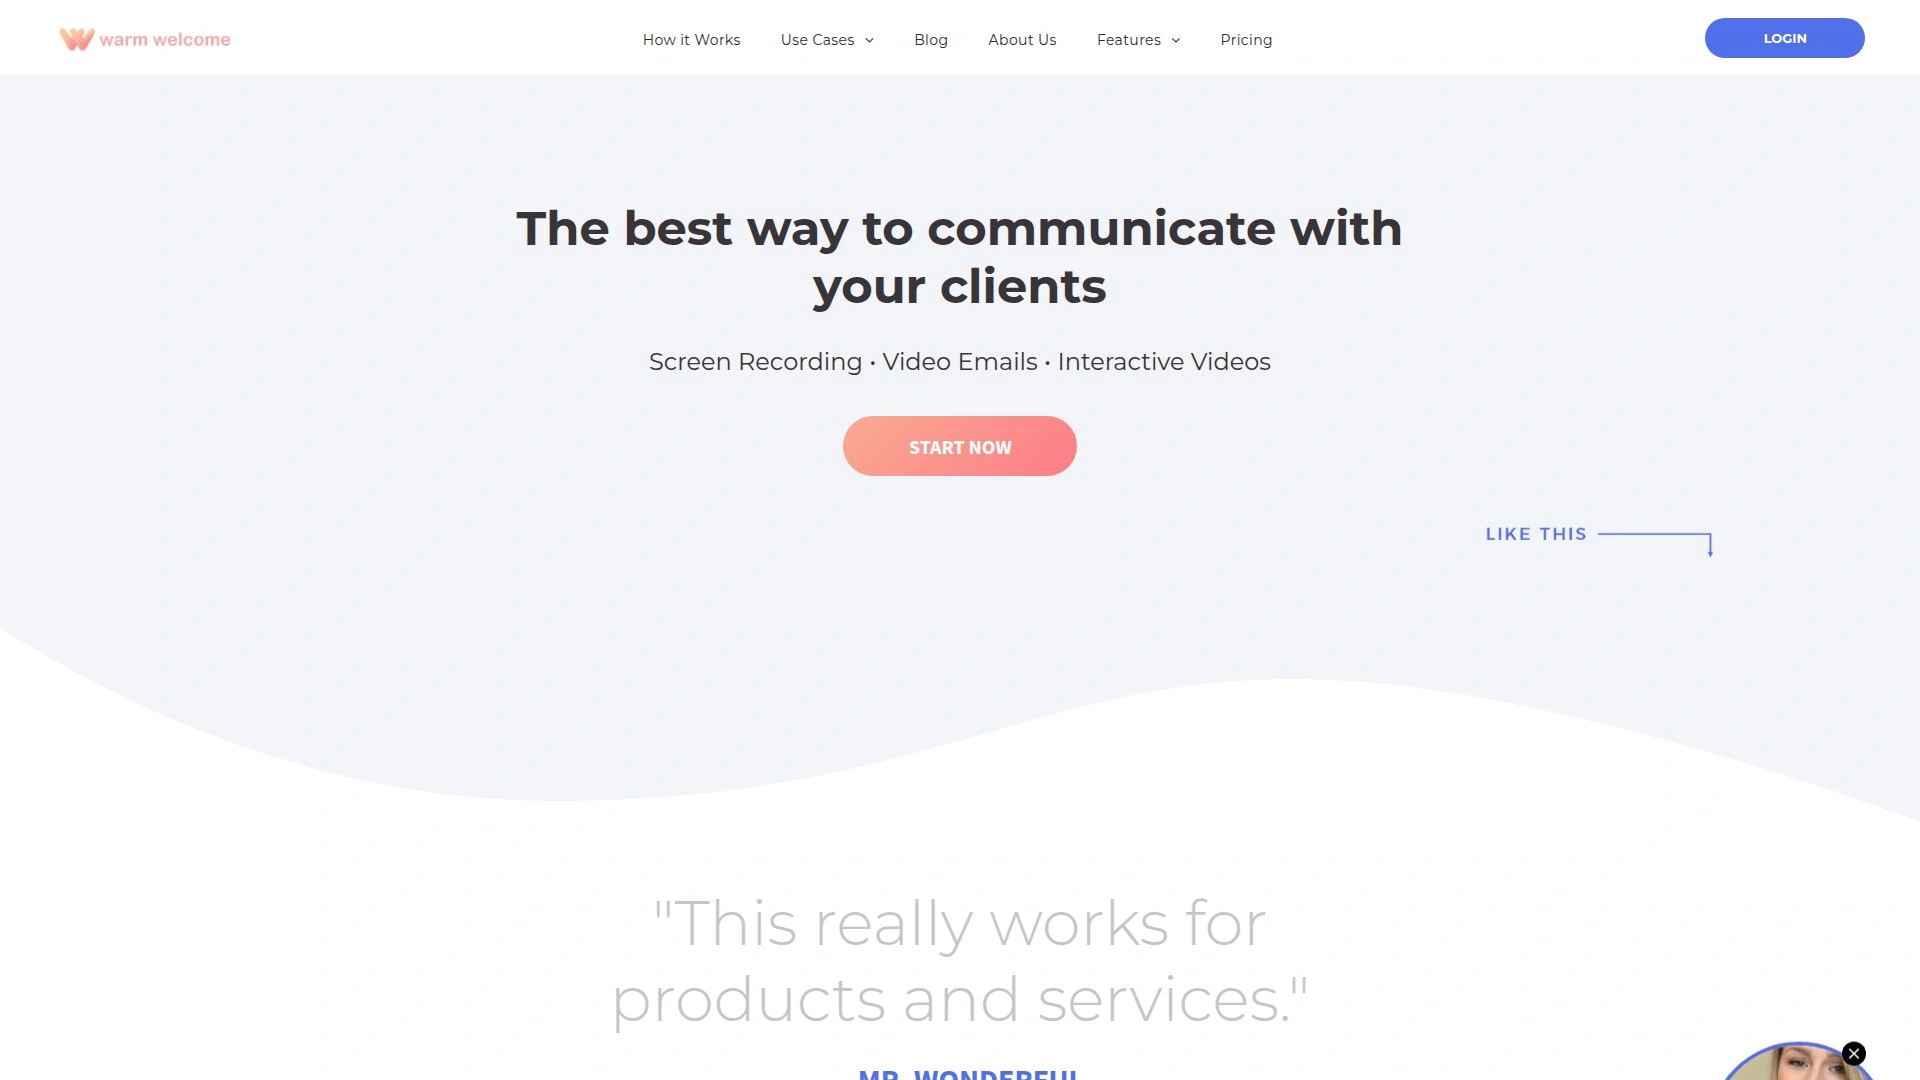 warm welcome
How it Works
Use Cases
Blog
About Us
Features
Pricing
LOGIN
The best way to communicate with
your clients
Screen Recording • Video Emails • Interactive Videos
START NOW
LIKE THIS
"This really works for
products and services."
MR. WONDERFUL